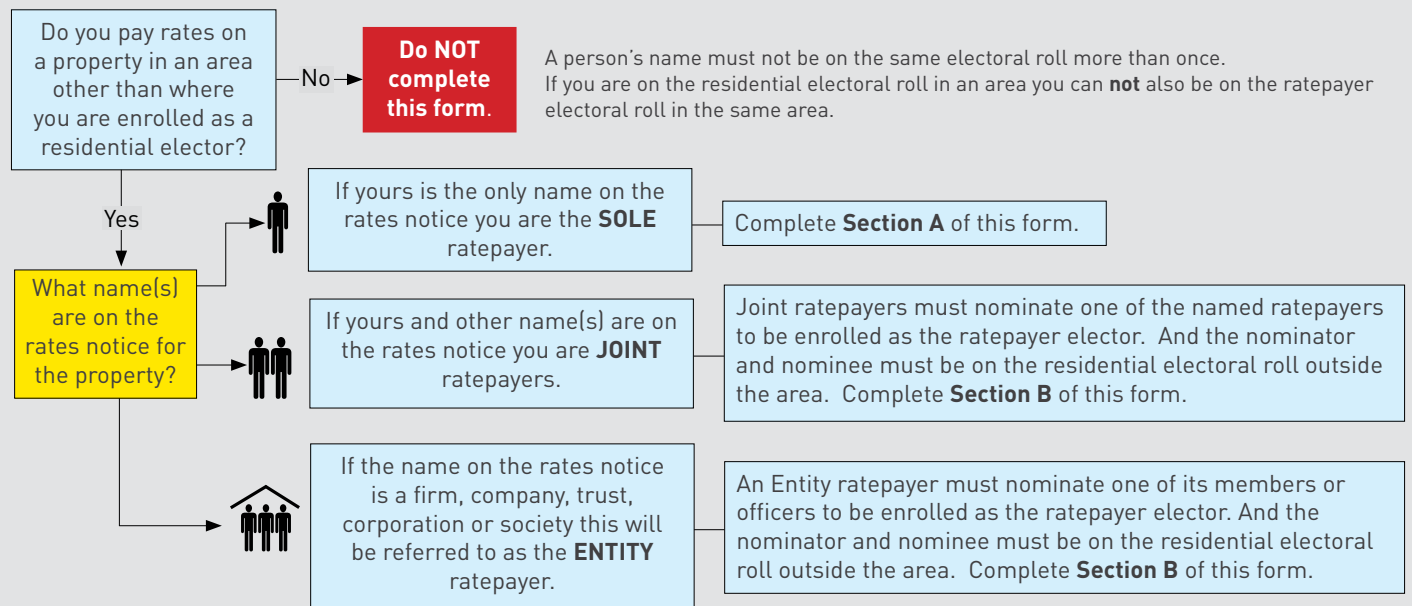 Do you pay rates on
a property in an area
other than where
you are enrolled as a
residential elector?
No
Do NOT
complete
this form.
A person’s name must not be on the same electoral roll more than once.
If you are on the residential electoral roll in an area you can not also be on the ratepayer
electoral roll in the same area.
Yes
What name(s)
are on the
rates notice for
the property?
If yours is the only name on the
rates notice you are the SOLE
ratepayer.
Complete Section A of this form.
If yours and other name(s) are on
the rates notice you are JOINT
ratepayers.
Joint ratepayers must nominate one of the named ratepayers
to be enrolled as the ratepayer elector.  And the nominator
and nominee must be on the residential electoral roll outside
the area.  Complete Section B of this form.
If the name on the rates notice
is a firm, company, trust,
corporation or society this will
be referred to as the ENTITY
ratepayer.
An Entity ratepayer must nominate one of its members or
officers to be enrolled as the ratepayer elector. And the
nominator and nominee must be on the residential electoral
roll outside the area.  Complete Section B of this form.